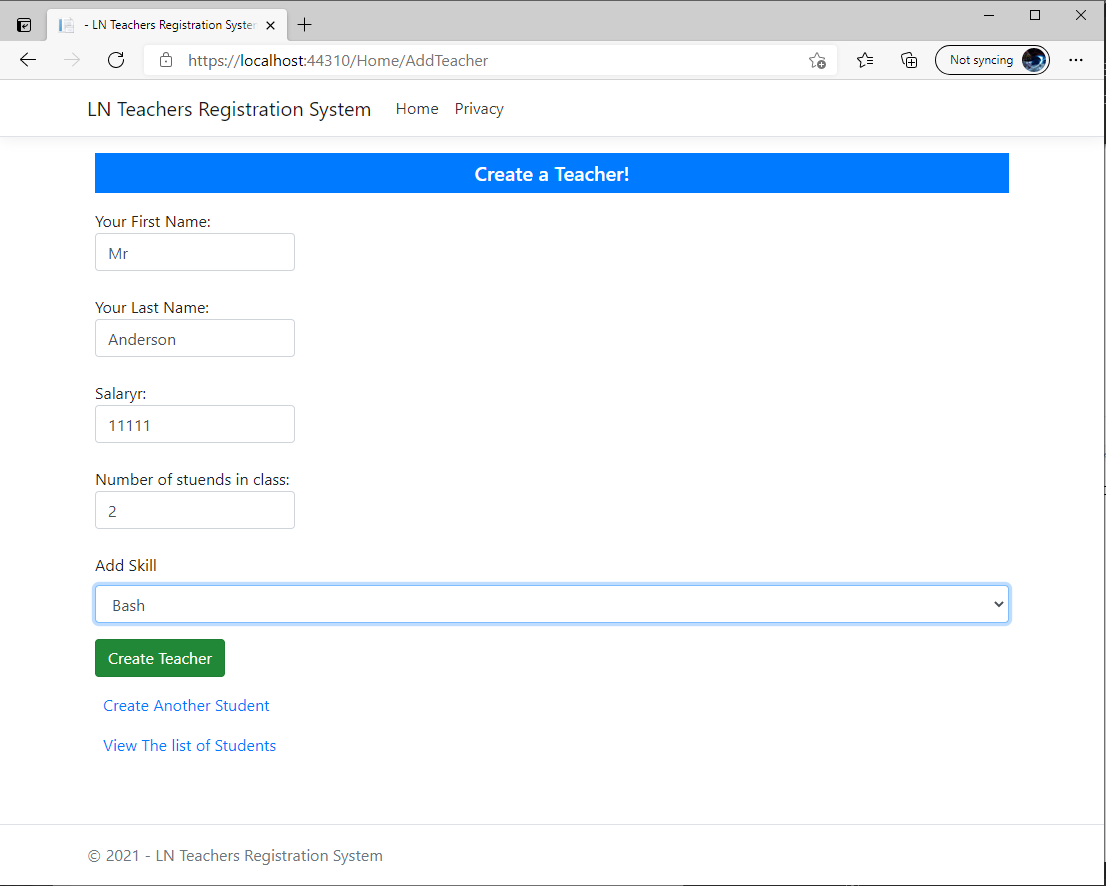 - LN Teachers Registration System
https://localhost:44310/Home/AddTeacher
Not syncing
LN Teachers Registration System Home Privacy
Create a Teacher!
Your First Name:
Mr
Your Last Name:
Anderson
Salaryr:
11111
Number of stuends in class:
2
Add Skill
Bash
Create Teacher
Create Another Student
View The list of Students
© 2021 - LN Teachers Registration System